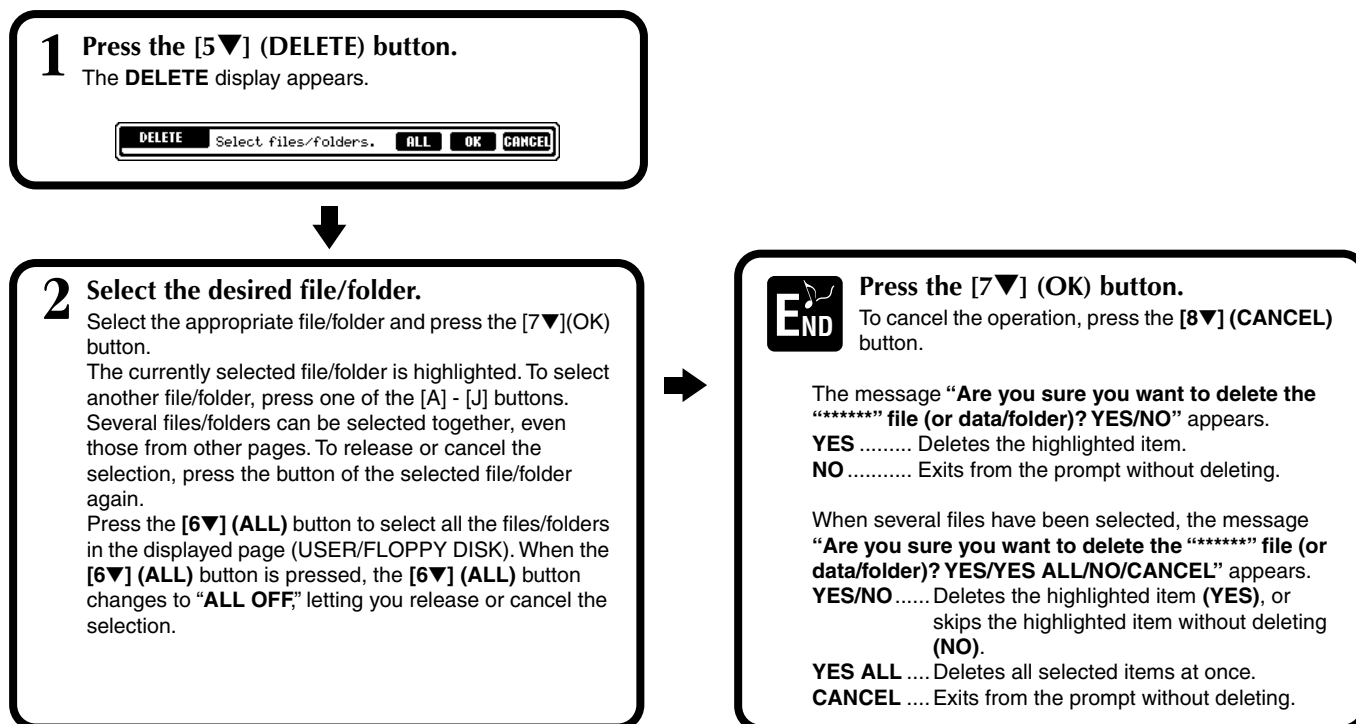 1 Press the [5▼] (DELETE) button.
The DELETE display appears.
DELETE Select files/folders. ALL OK CANCEL
2 Select the desired file/folder.
Select the appropriate file/folder and press the [7▼](OK)
button.
The currently selected file/folder is highlighted. To select
another file/folder, press one of the [A] - [J] buttons.
Several files/folders can be selected together, even
those from other pages. To release or cancel the
selection, press the button of the selected file/folder
again.
Press the [6▼] (ALL) button to select all the files/folders
in the displayed page (USER/FLOPPY DISK). When the
[6▼] (ALL) button is pressed, the [6▼] (ALL) button
changes to “ALL OFF,” letting you release or cancel the
selection.
END Press the [7▼] (OK) button.
To cancel the operation, press the [8▼] (CANCEL)
button.
The message “Are you sure you want to delete the
“******” file (or data/folder)? YES/NO” appears.
YES ......... Deletes the highlighted item.
NO ........... Exits from the prompt without deleting.
When several files have been selected, the message
“Are you sure you want to delete the “******” file (or
data/folder)? YES/YES ALL/NO/CANCEL” appears.
YES/NO ...... Deletes the highlighted item (YES), or
skips the highlighted item without deleting
(NO).
YES ALL .... Deletes all selected items at once.
CANCEL .... Exits from the prompt without deleting.